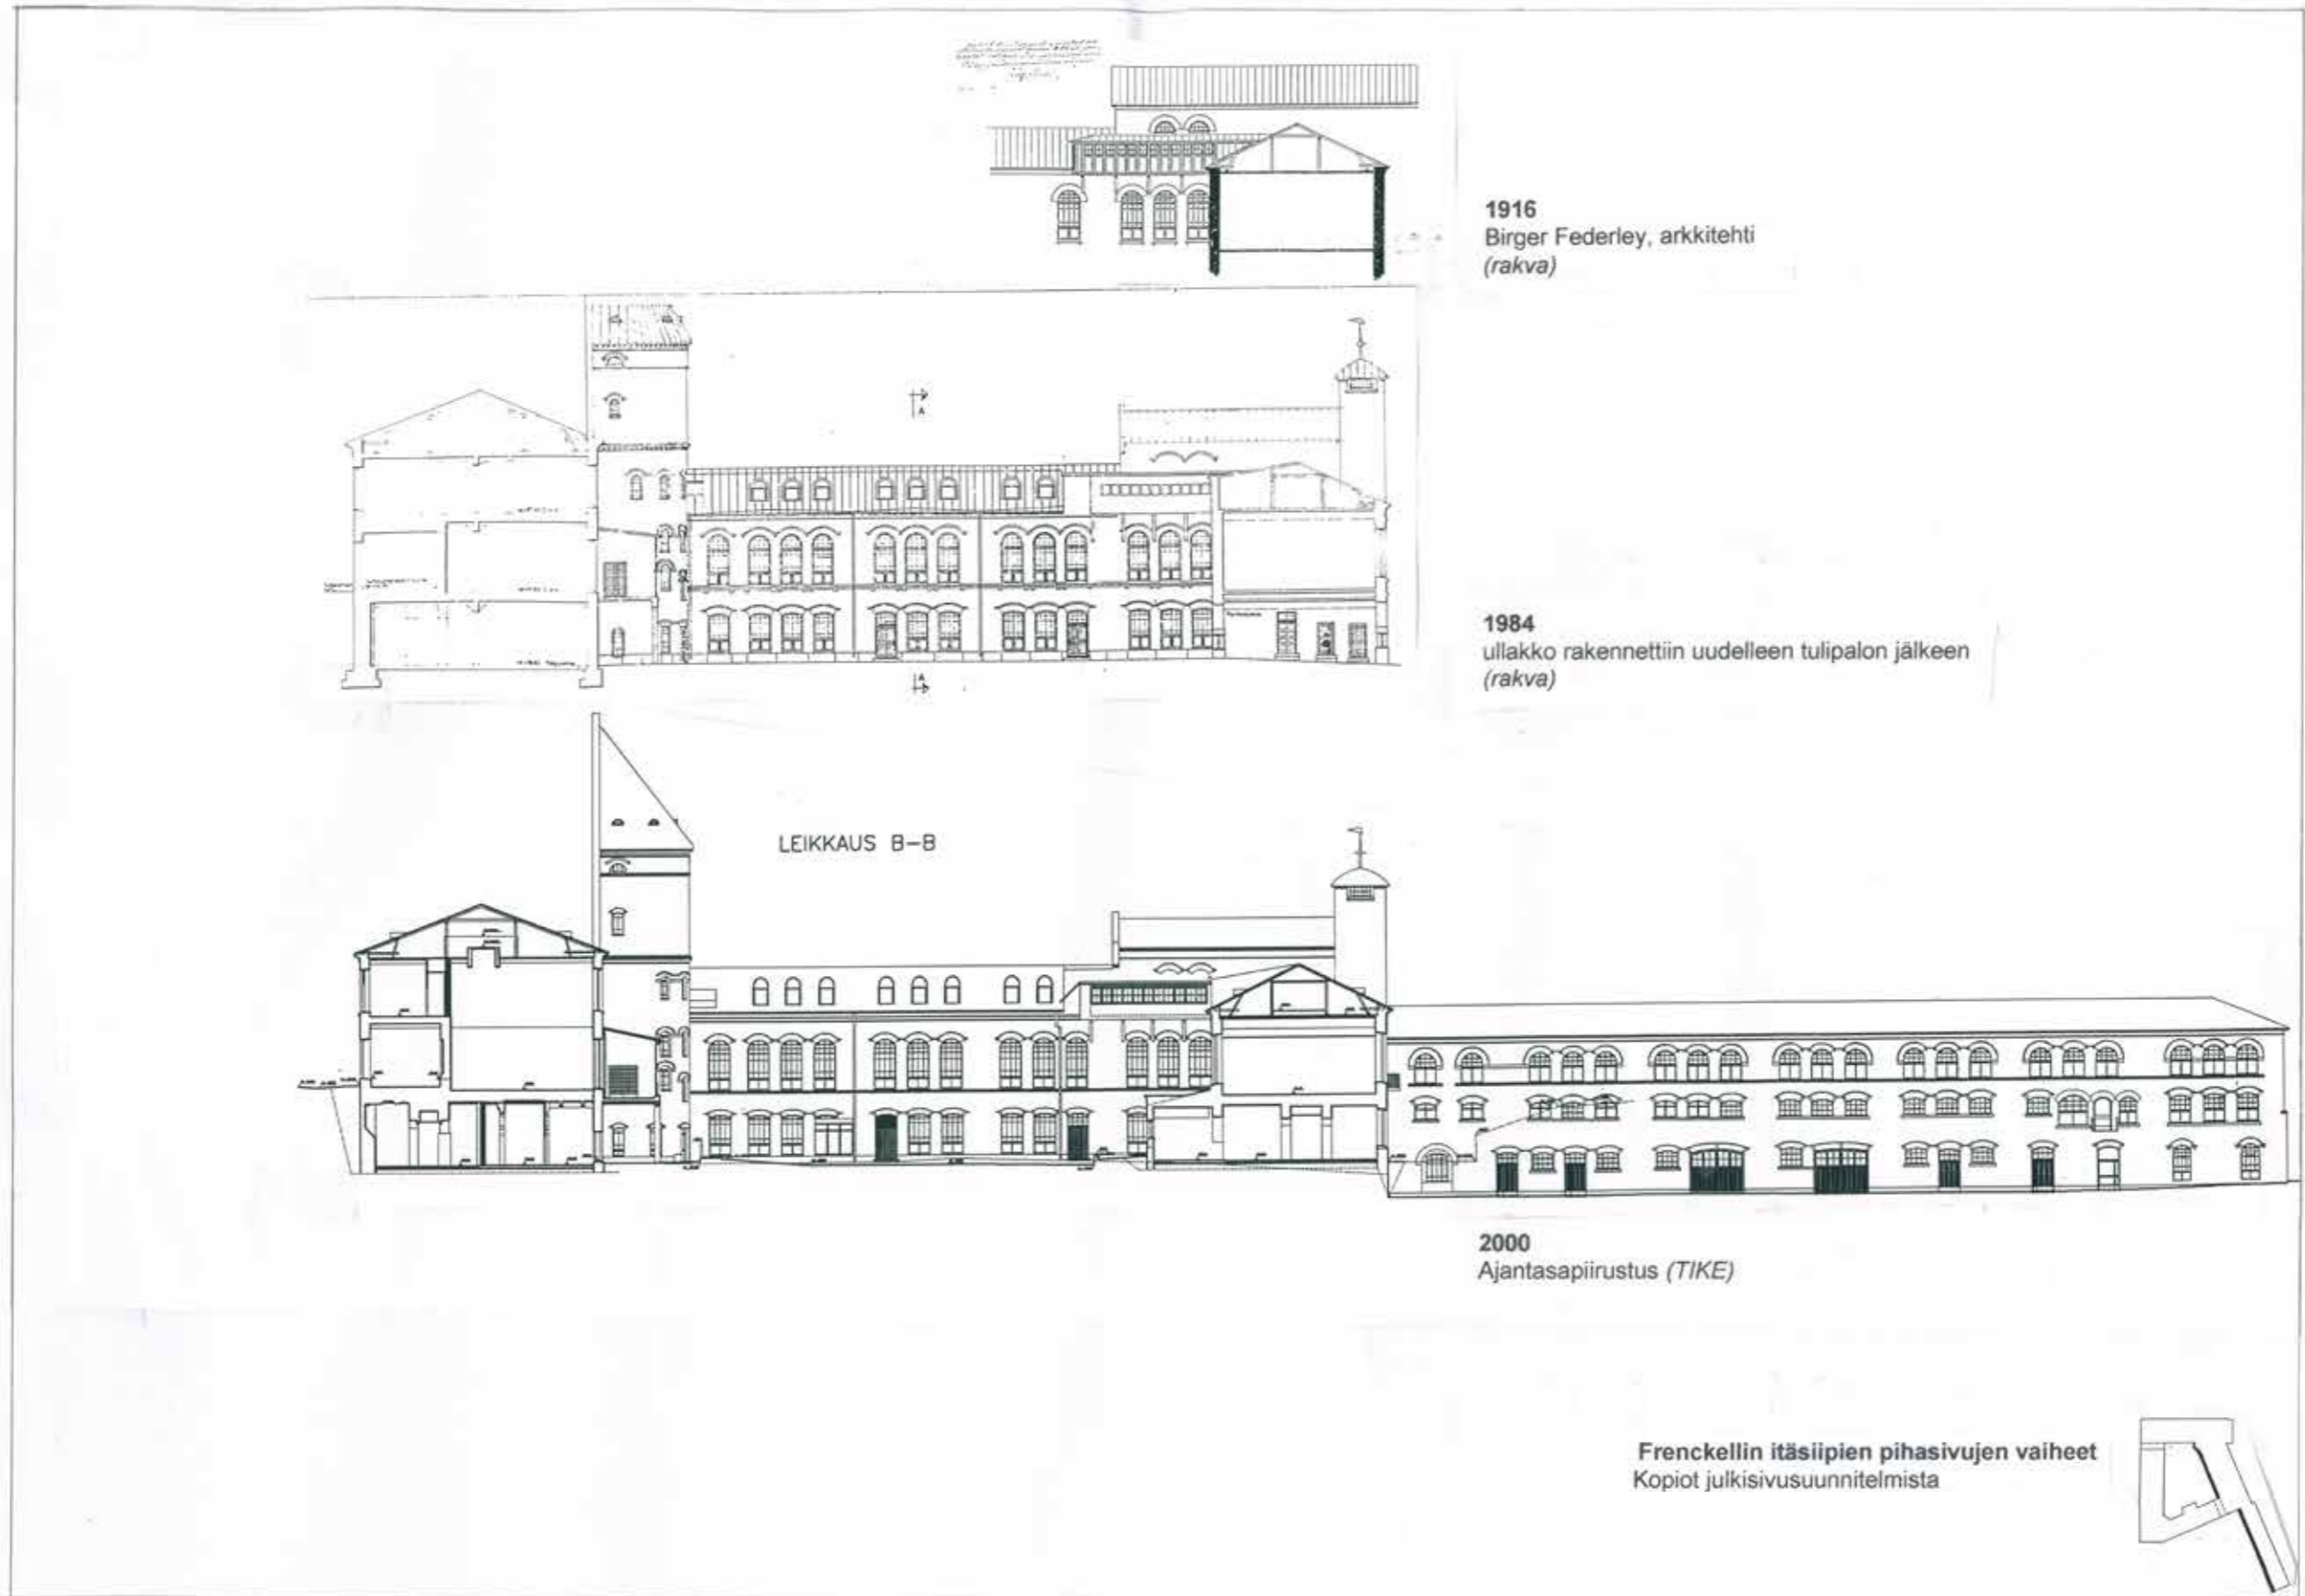 1916
Birger Federley, arkkitehti
(rakva)
A
1984
ullakko rakennettiin uudelleen tulipalon jälkeen
(rakva)
A
LEIKKAUS B-B
2000
Ajantasapiirustus (TIKE)
Frenckellin itäsiipien pihasivujen vaiheet
Kopiot julkisivusuunnitelmista